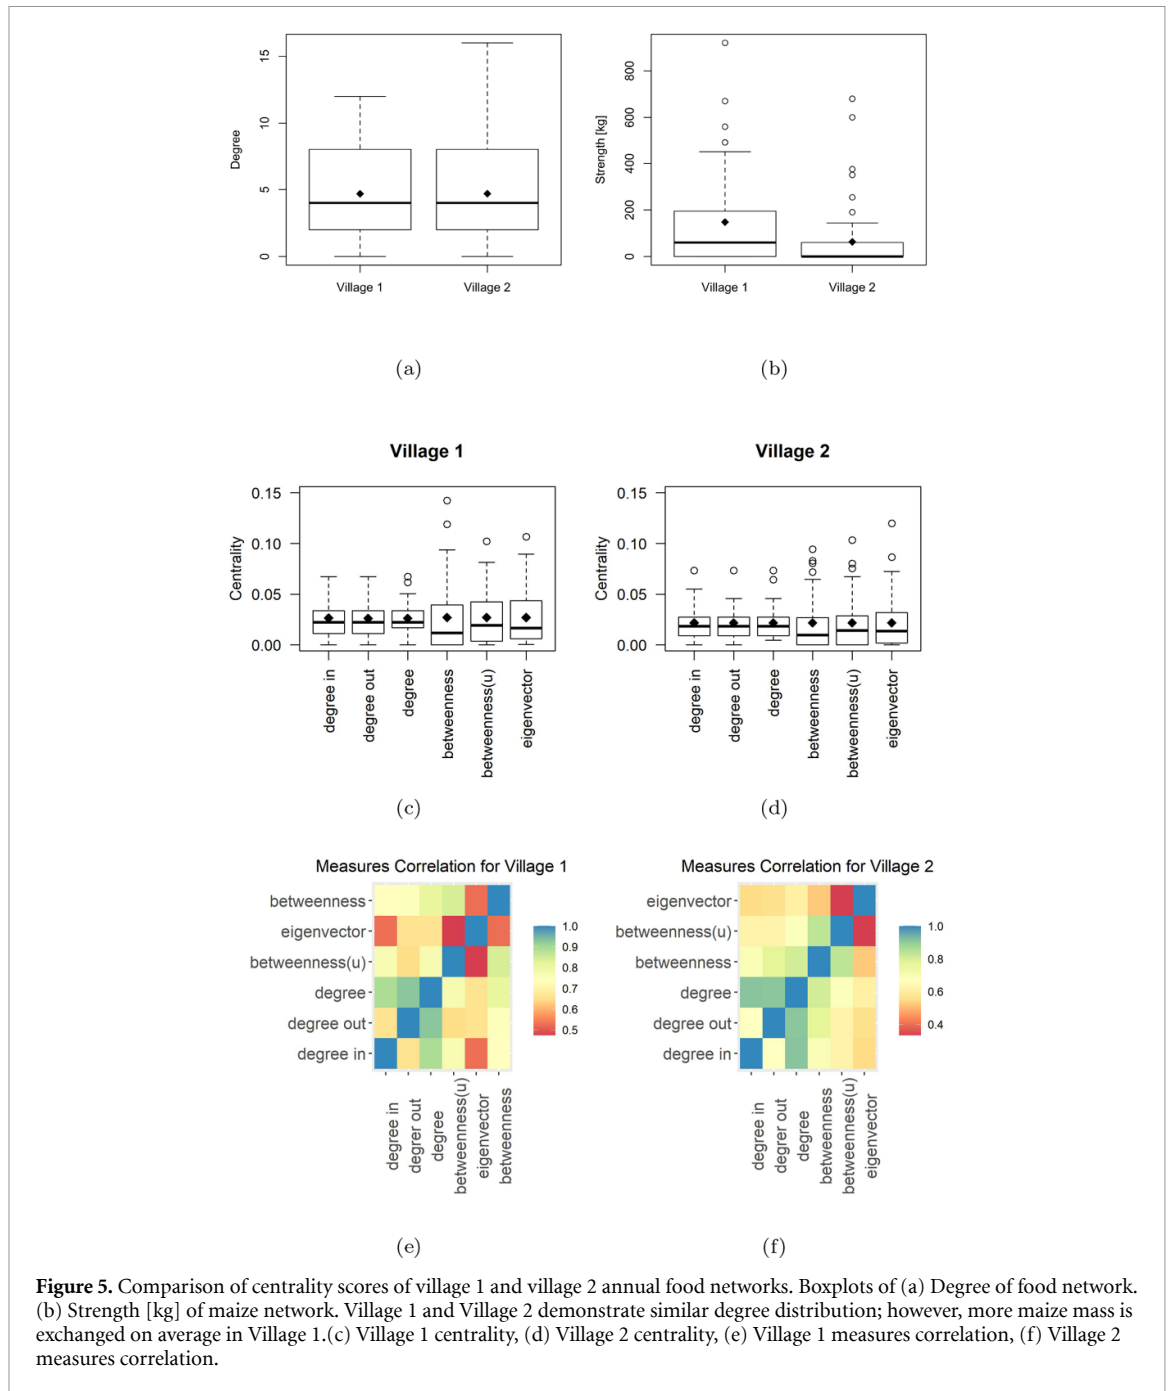 Degree
15
10
5
0
Village 1
Village 2
(a)
Strength [kg]
800
600
400
200
0
Village 1
Village 2
(b)
Village 1
Centrality
0.15
0.10
0.05
0.00
degree in
degree out
degree
betweenness
betweenness(u)
eigenvector
(c)
Village 2
Centrality
0.15
0.10
0.05
0.00
degree in
degree out
degree
betweenness
betweenness(u)
eigenvector
(d)
Measures Correlation for Village 1
betweenness
eigenvector
betweenness(u)
degree
degree out
degree in
degree in
degrer out
degree
betweenness(u)
eigenvector
betweenness
1.0
0.9
0.8
0.7
0.6
0.5
(e)
Measures Correlation for Village 2
eigenvector
betweenness(u)
betweenness
degree
degree out
degree in
degree in
degrer out
degree
betweenness
betweenness(u)
eigenvector
1.0
0.8
0.6
0.4
(f)
Figure 5. Comparison of centrality scores of village 1 and village 2 annual food networks. Boxplots of (a) Degree of food network.
(b) Strength [kg] of maize network. Village 1 and Village 2 demonstrate similar degree distribution; however, more maize mass is
exchanged on average in Village 1.(c) Village 1 centrality, (d) Village 2 centrality, (e) Village 1 measures correlation, (f) Village 2
measures correlation.